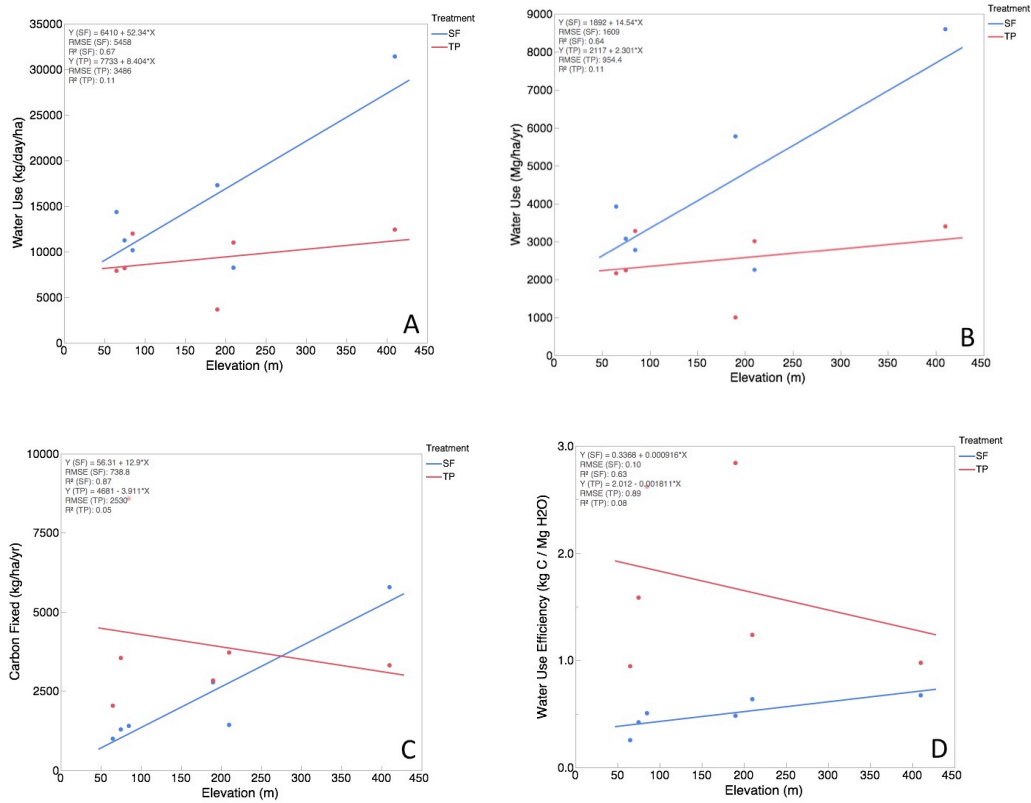 Treatment
SF
TP
Y (SF) = 6410 + 52.34*X
RMSE (SF): 5458
R² (SF): 0.67
Y (TP) = 7733 + 8.404*X
RMSE (TP): 3486
R² (TP): 0.11
35000
30000
25000
20000
15000
10000
5000
0
Water Use (kg/day/ha)
A
0 50 100 150 200 250 300 350 400 450
Elevation (m)
Treatment
SF
TP
Y (SF) = 1892 + 14.54*X
RMSE (SF): 1609
R² (SF): 0.64
Y (TP) = 2117 + 2.301*X
RMSE (TP): 954.4
R² (TP): 0.11
9000
8000
7000
6000
5000
4000
3000
2000
1000
0
Water Use (Mg/ha/yr)
B
0 50 100 150 200 250 300 350 400 450
Elevation (m)
Treatment
SF
TP
Y (SF) = 56.31 + 12.9*X
RMSE (SF): 738.8
R² (SF): 0.87
Y (TP) = 4681 - 3.911*X
RMSE (TP): 2530
R² (TP): 0.05
10000
7500
5000
2500
0
Carbon Fixed (kg/ha/yr)
C
0 50 100 150 200 250 300 350 400 450
Elevation (m)
Treatment
SF
TP
Y (SF) = 0.3368 + 0.000916*X
RMSE (SF): 0.10
R² (SF): 0.63
Y (TP) = 2.012 - 0.001811*X
RMSE (TP): 0.89
R² (TP): 0.08
3.0
2.0
1.0
0.0
Water Use Efficiency (kg C / Mg H2O)
D
0 50 100 150 200 250 300 350 400 450
Elevation (m)